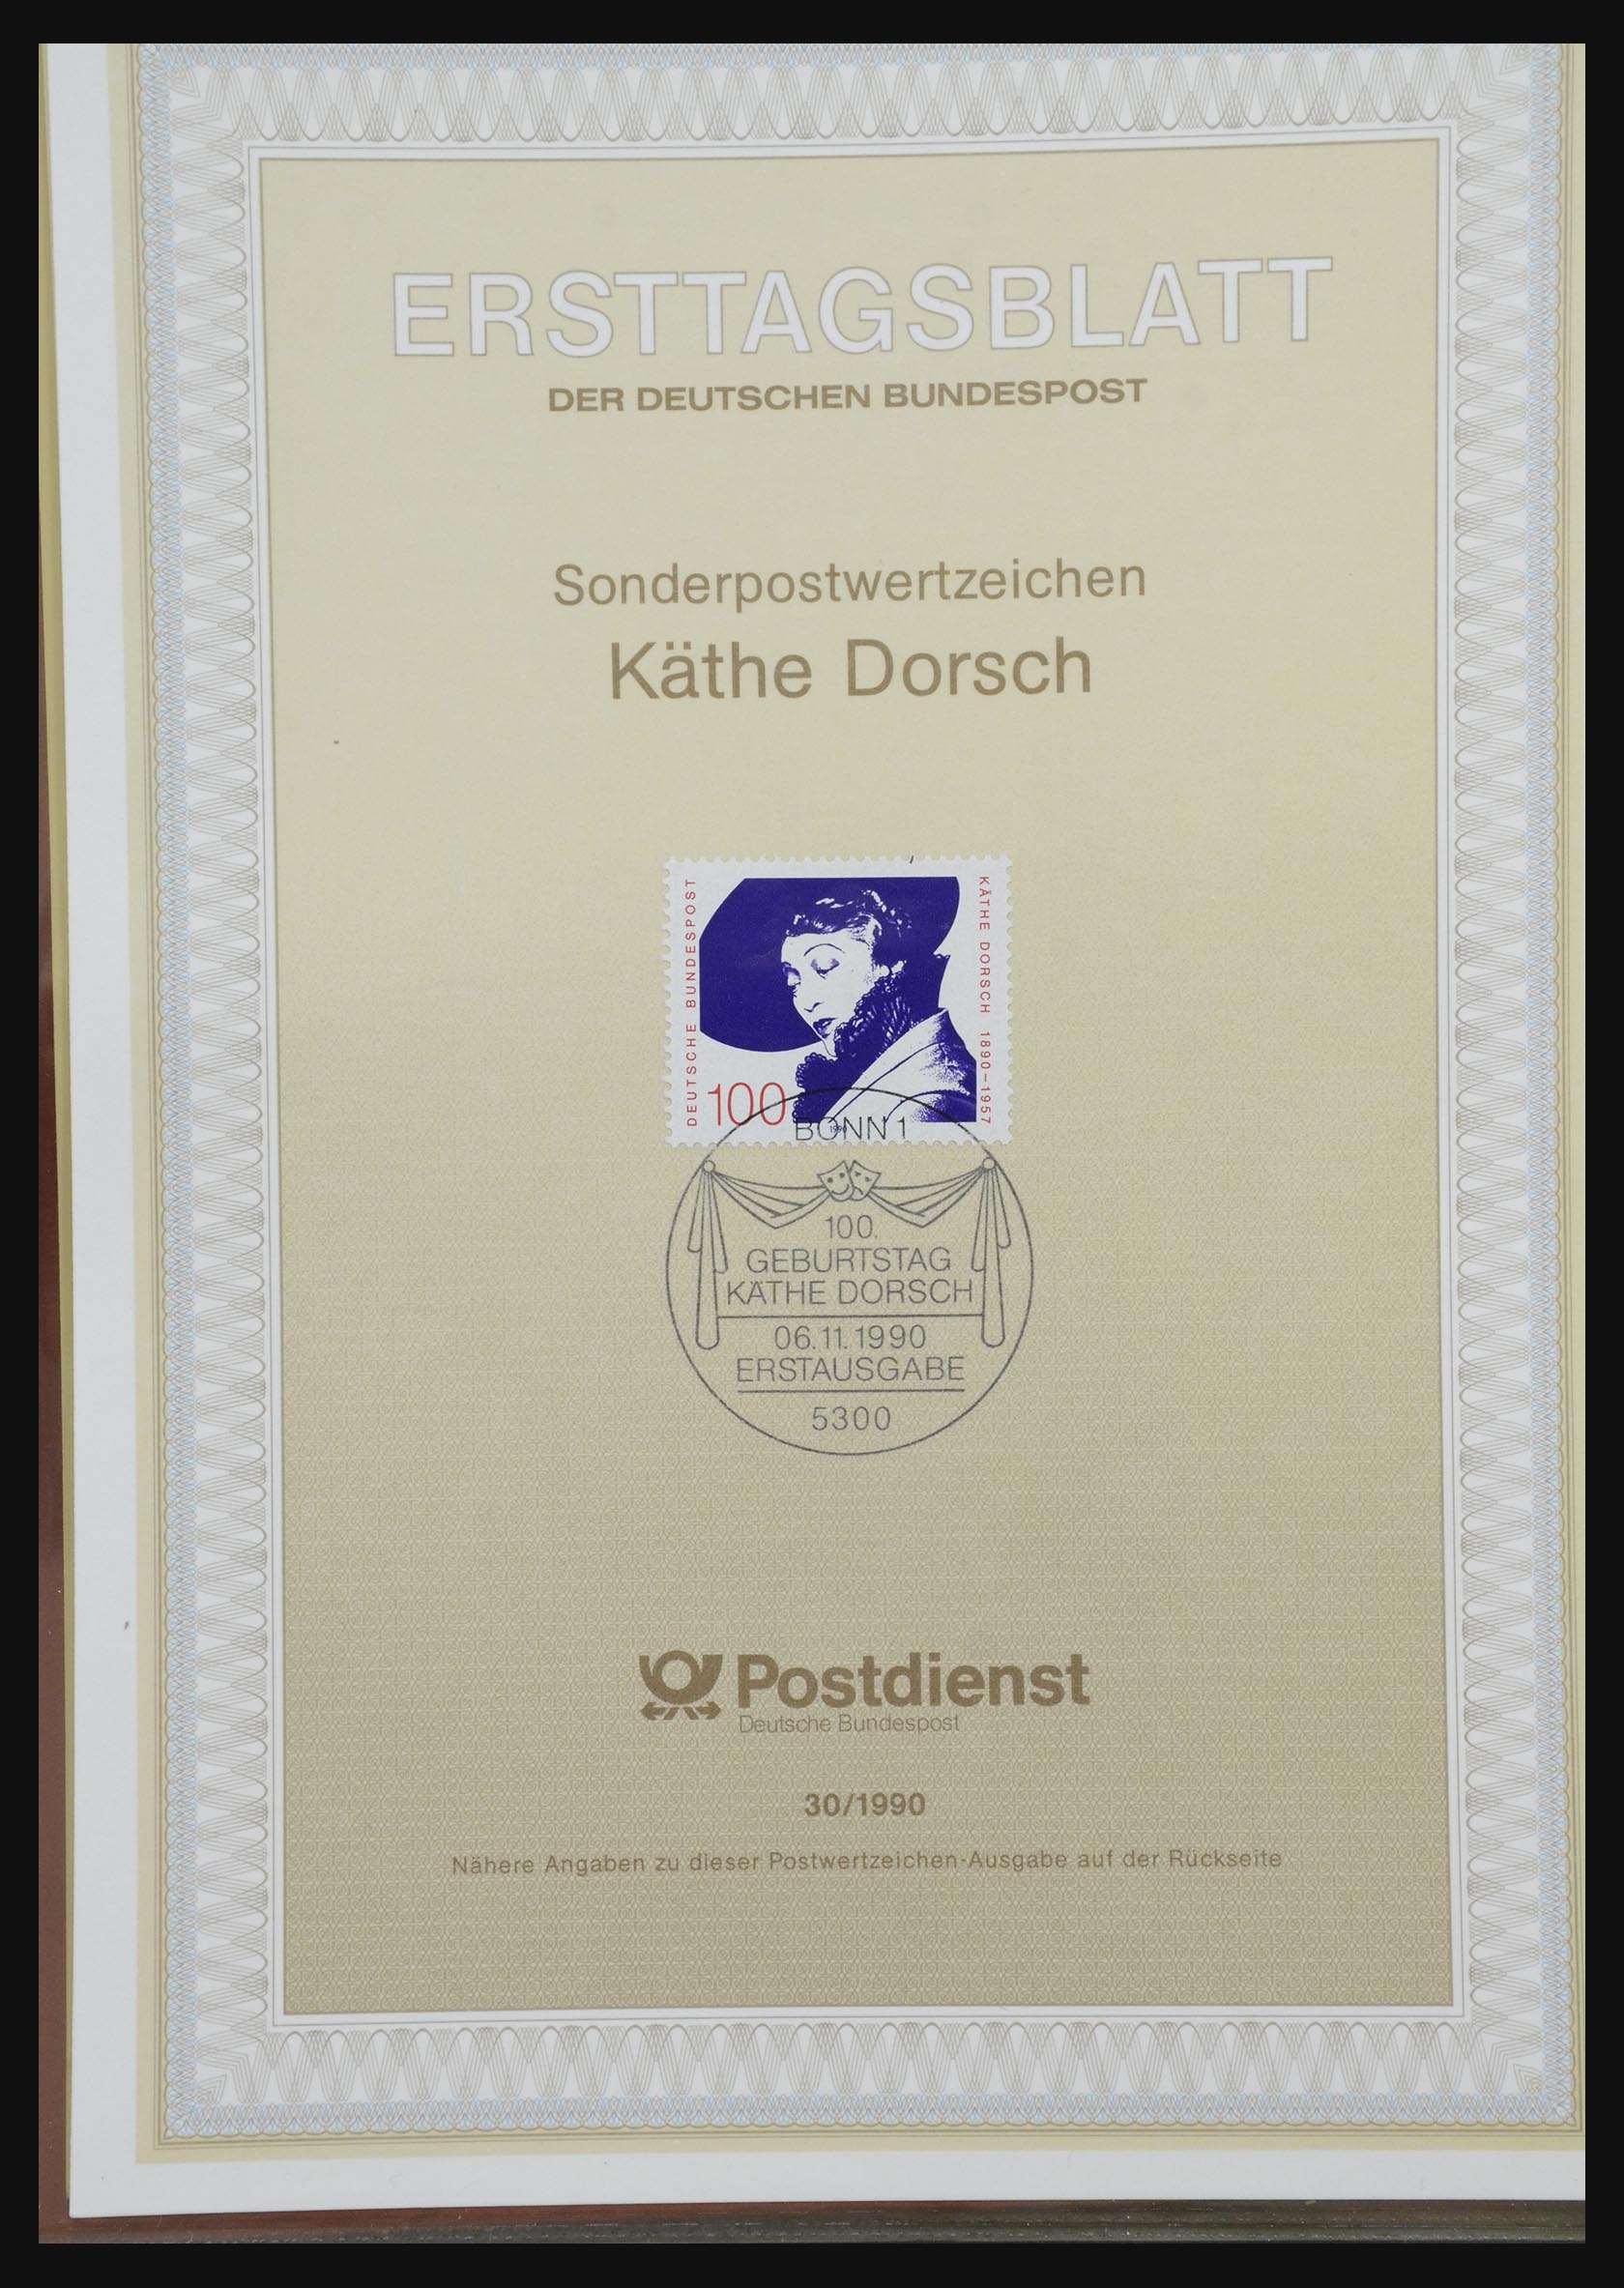 ERSTTAGSBLATT
DER DEUTSCHEN BUNDESPOST
Sonderpostwertzeichen
Käthe Dorsch
DEUTSCHE BUNDESPOST
KÄTHE DORSCH 1890–1957
100
1990
BONN 1
100.
GEBURTSTAG
KÄTHE DORSCH
06.11.1990
ERSTAUSGABE
5300
Postdienst
Deutsche Bundespost
30/1990
Nähere Angaben zu dieser Postwertzeichen-Ausgabe auf der Rückseite